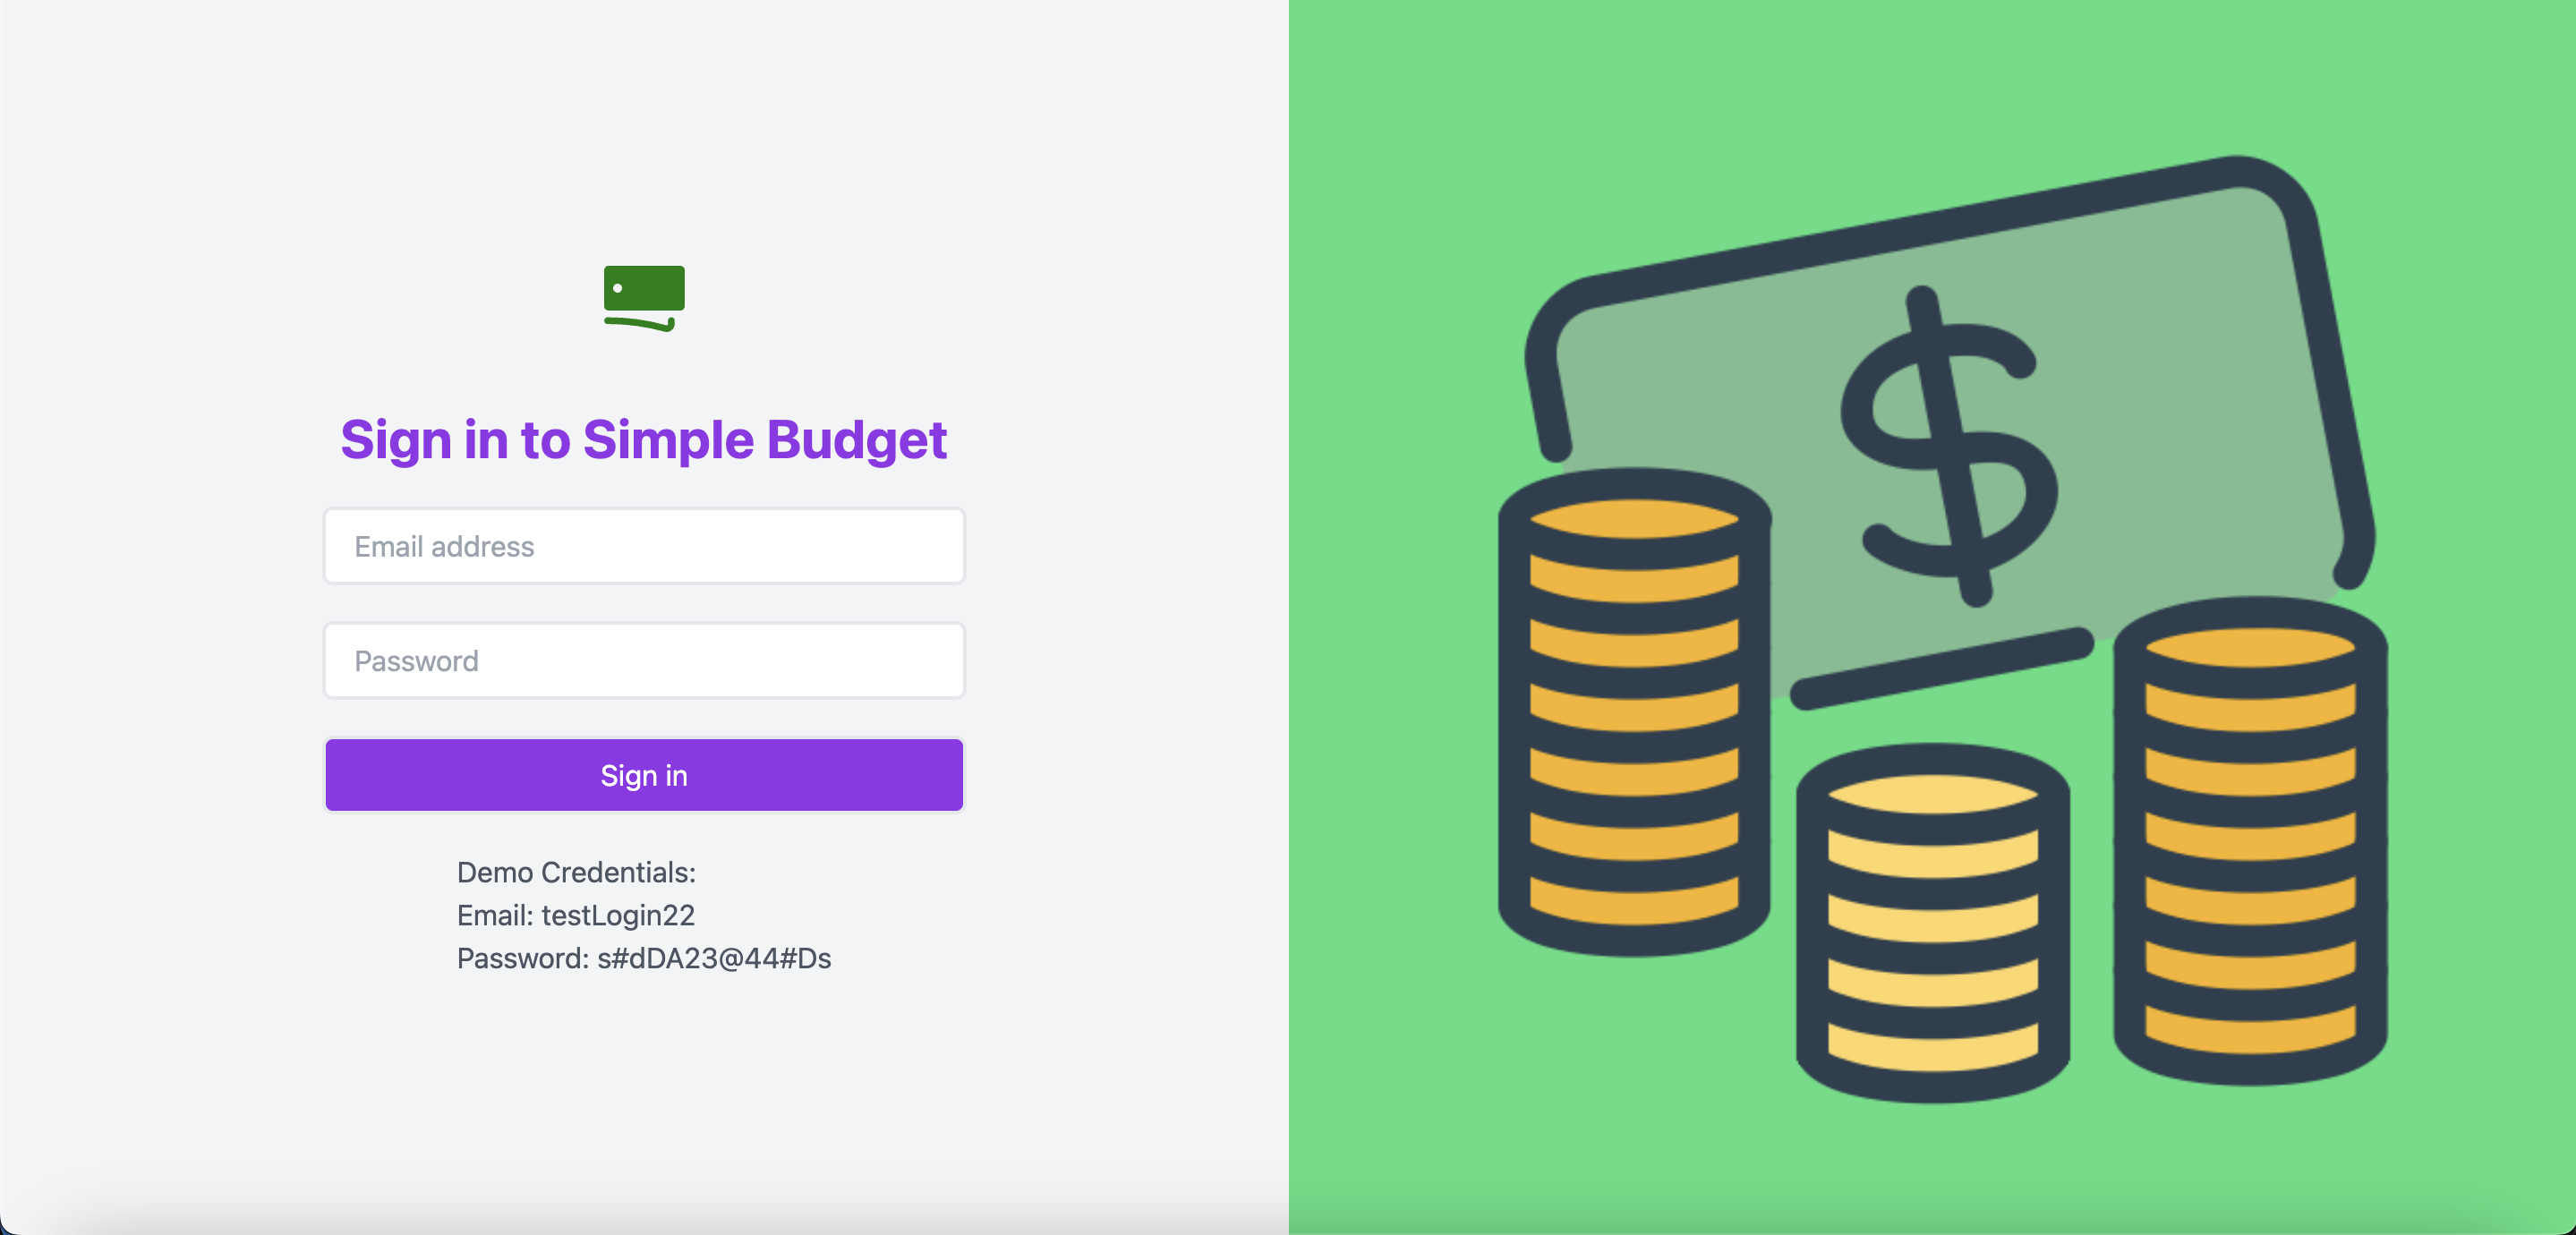 Sign in to Simple Budget
Email address
Password
Sign in
Demo Credentials:
Email: testLogin22
Password: s#dDA23@44#Ds
$